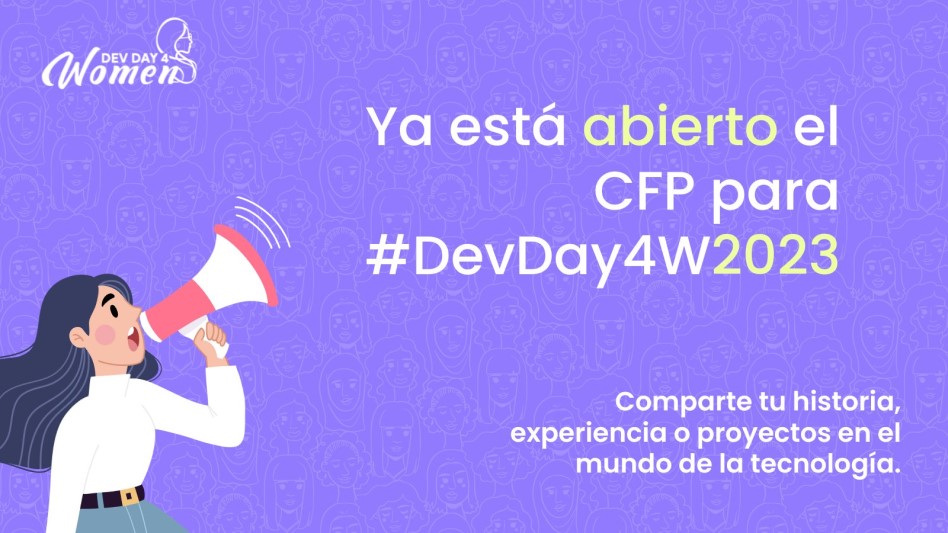 DEV DAY 4
Women
Ya está abierto el
CFP para
#DevDay4W2023
Comparte tu historia,
experiencia o proyectos en el
mundo de la tecnología.